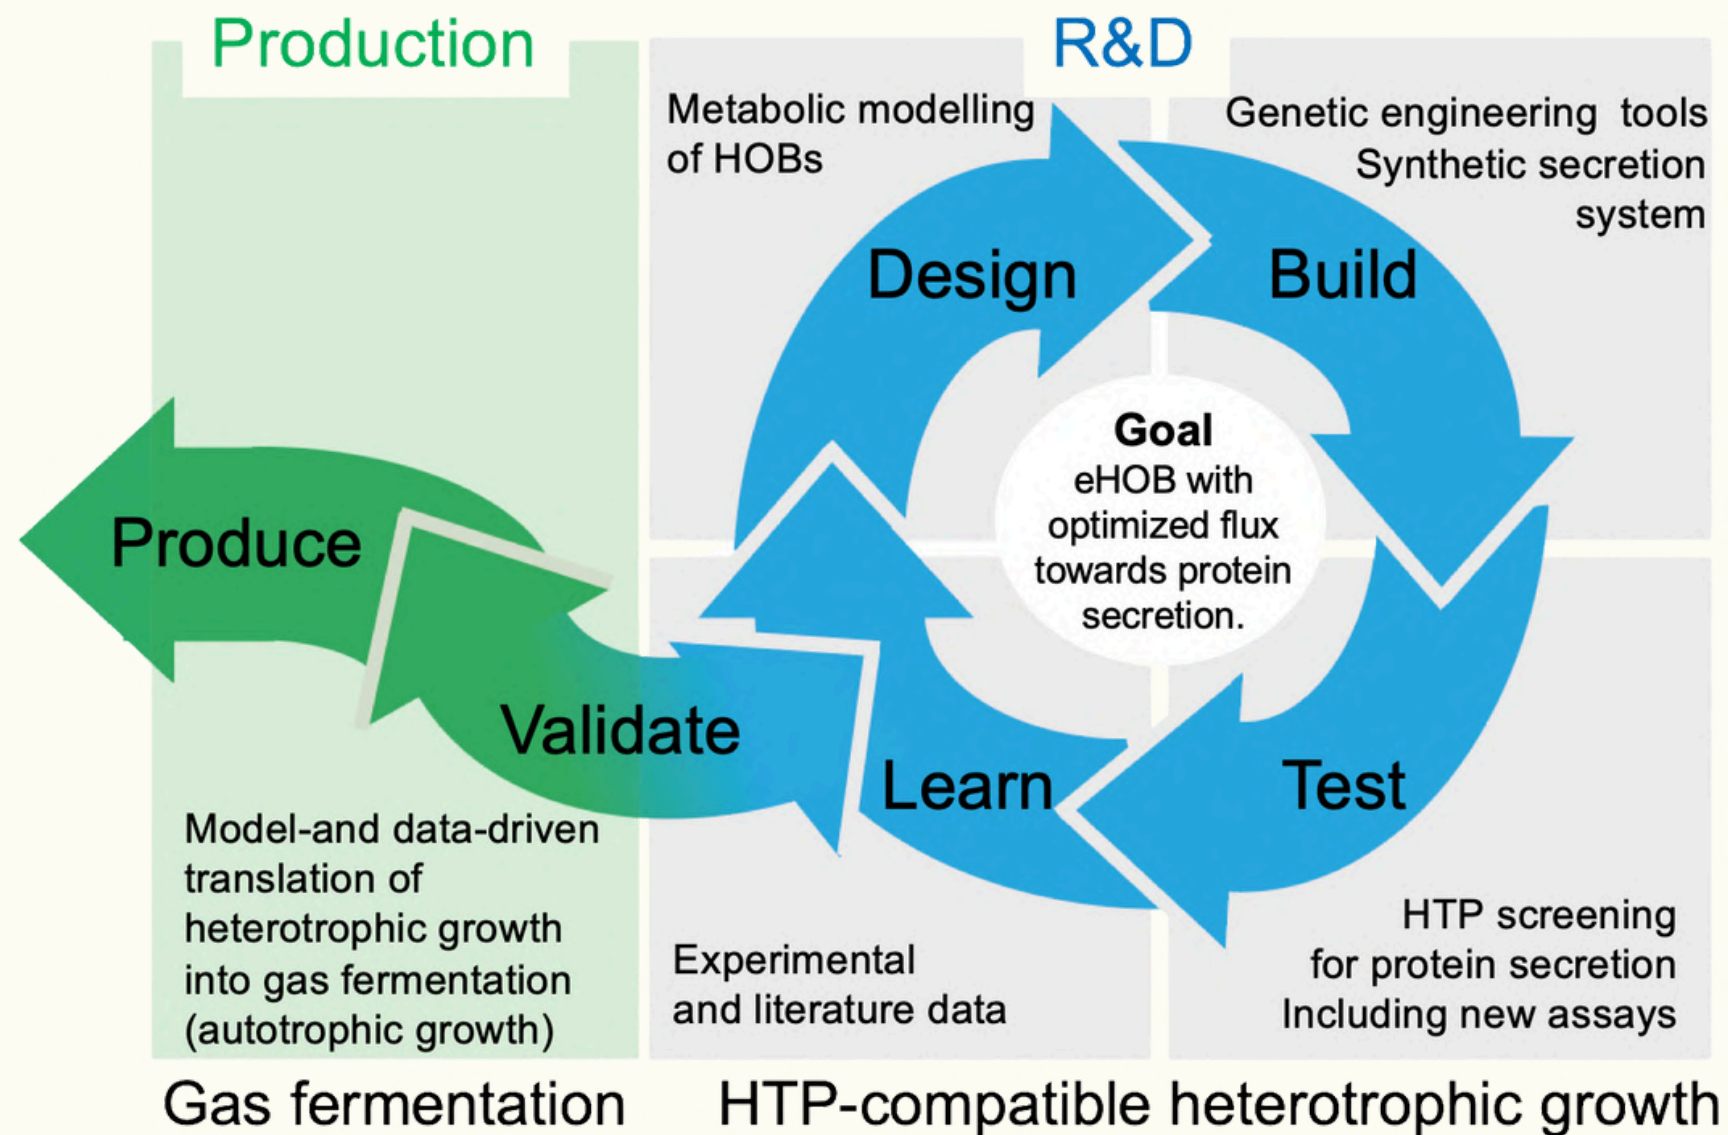 Production
R&D
Metabolic modelling
of HOBs
Genetic engineering tools
Synthetic secretion
system
Design
Build
Goal
eHOB with
optimized flux
towards protein
secretion.
Produce
Validate
Learn
Test
Model-and data-driven
translation of
heterotrophic growth
into gas fermentation
(autotrophic growth)
Experimental
and literature data
HTP screening
for protein secretion
Including new assays
Gas fermentation
HTP-compatible heterotrophic growth